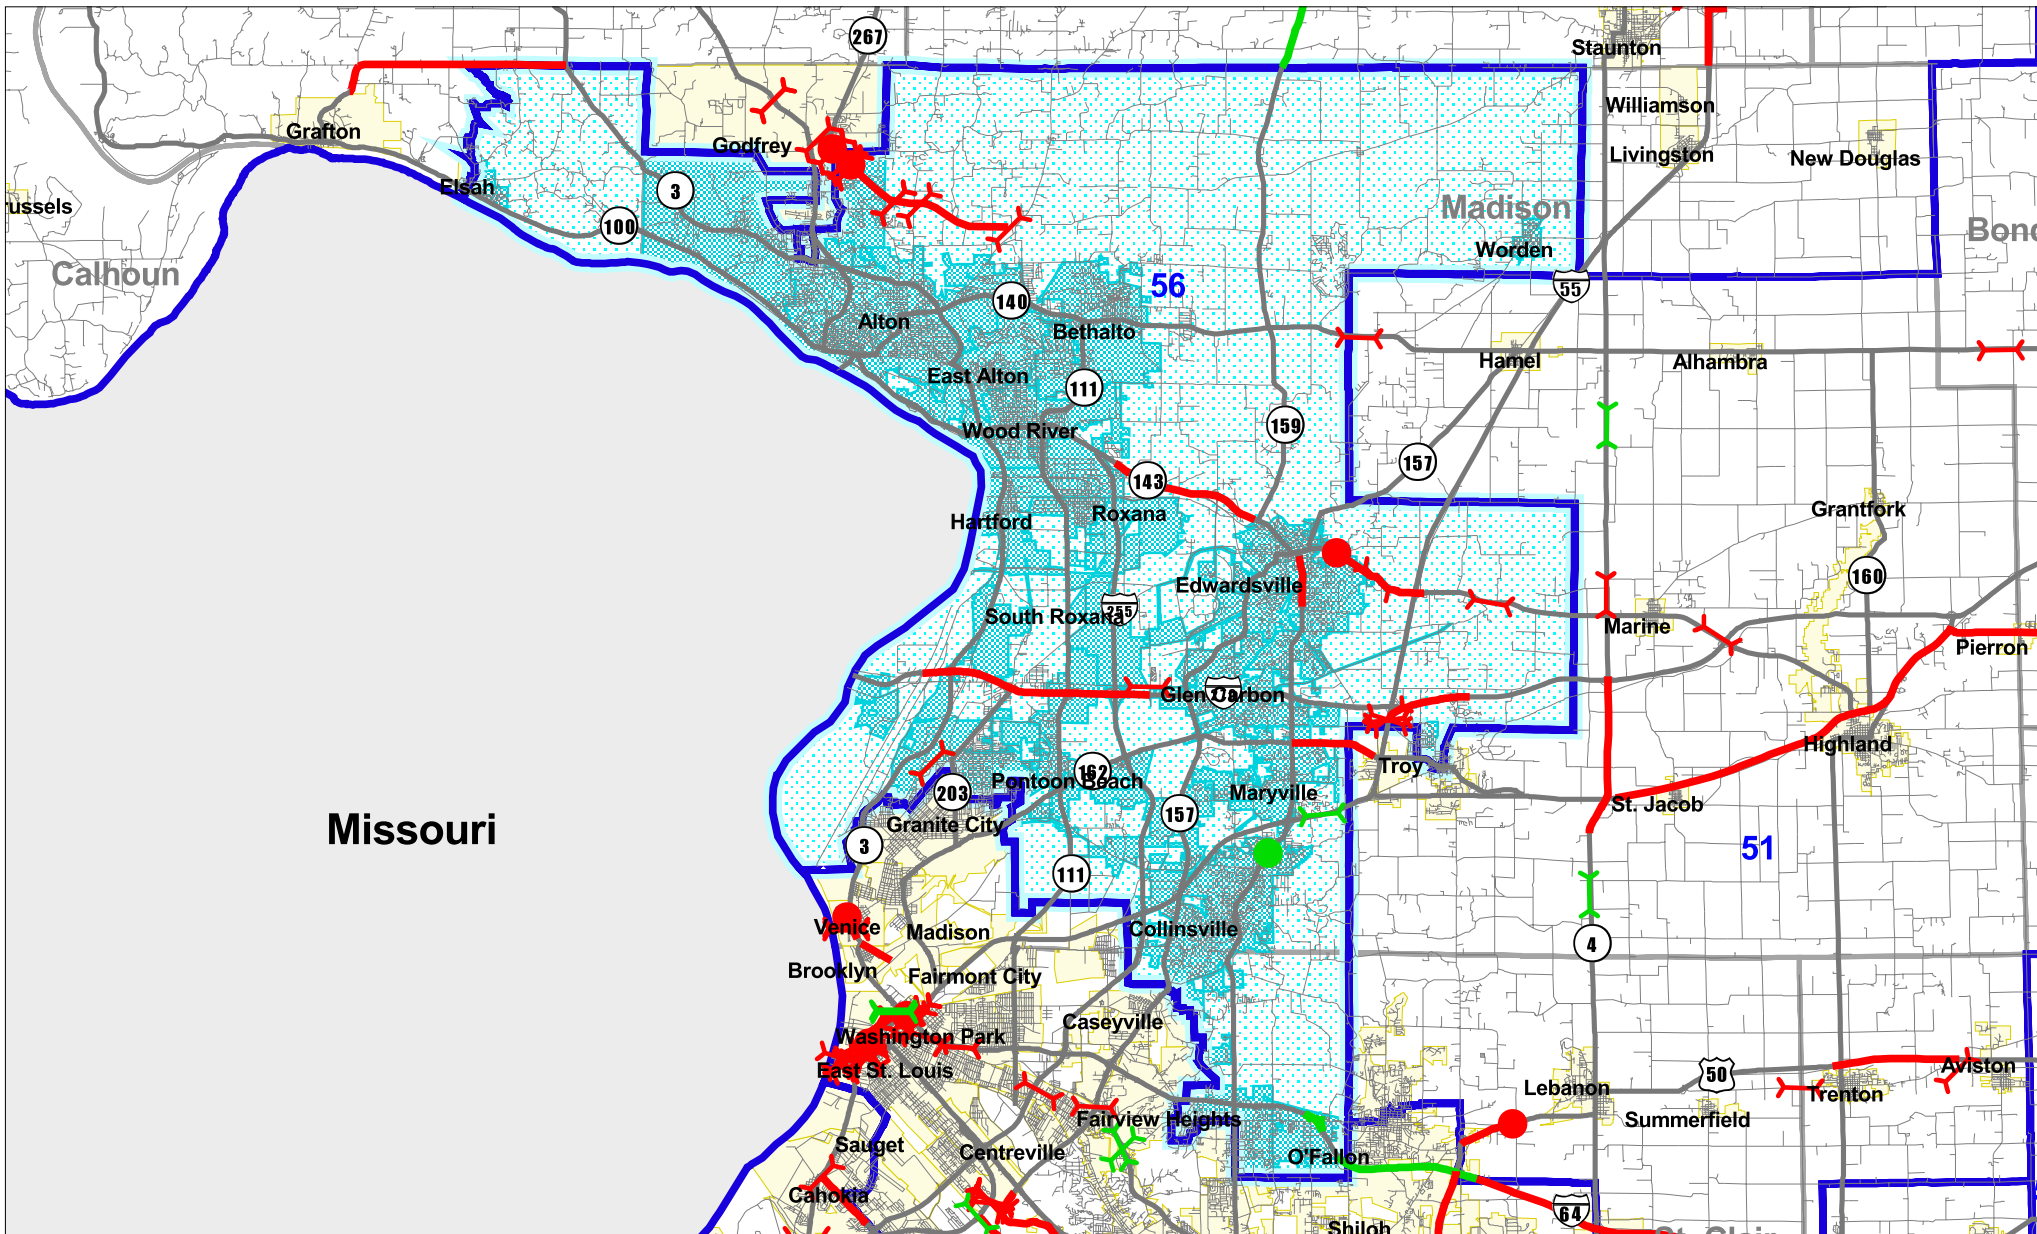 267
Staunton
Williamson
Grafton
Godfrey
Livingston
New Douglas
Elsah
3
russels
Madison
100
Bond
Worden
Calhoun
56
55
140
Alton
Bethalto
Hamel
Alhambra
East Alton
111
159
Wood River
157
143
Grantfork
Roxana
Hartford
160
Edwardsville
South Roxana
255
Marine
Pierron
Glen Carbon
270
Highland
Troy
162
Pontoon Beach
203
Maryville
St. Jacob
157
Granite City
Missouri
3
51
111
Venice
Madison
Collinsville
4
Brooklyn
Fairmont City
Caseyville
Washington Park
East St. Louis
50
Aviston
Lebanon
Trenton
Fairview Heights
Summerfield
Sauget
Centreville
O'Fallon
Cahokia
64
Shiloh
St. Clair